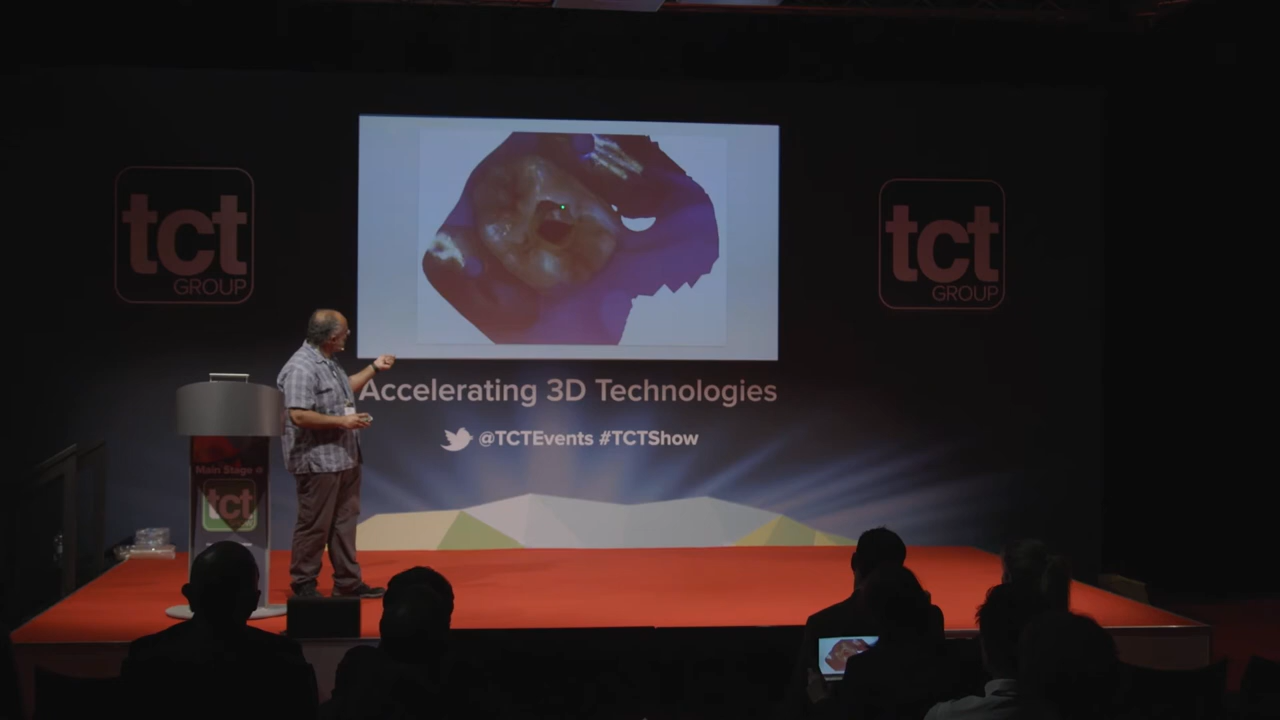 tct
GROUP
tct
GROUP
Accelerating 3D Technologies
@TCTEvents #TCTShow
Main Stage @
tct